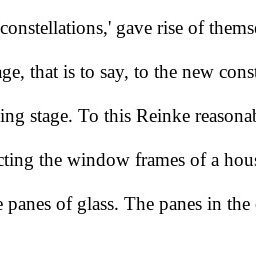 constellations,' gave rise of thems
ge, that is to say, to the new const
ing stage. To this Reinke reasonab
cting the window frames of a hous
panes of glass. The panes in the